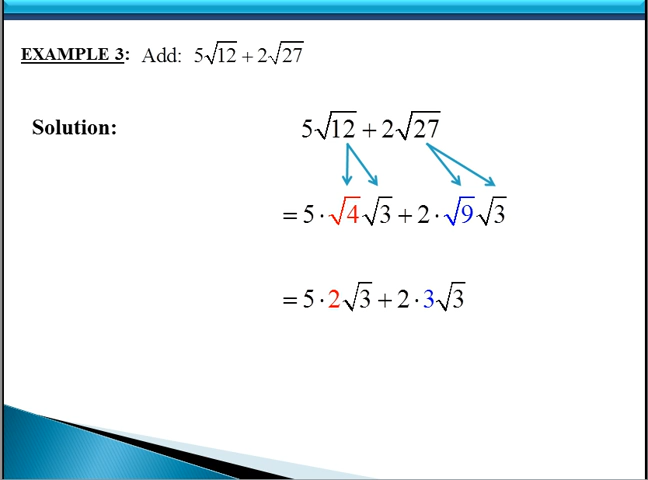 EXAMPLE 3: Add: 5√12 + 2√27
Solution: 5√12 + 2√27
= 5 · √4√3 + 2 · √9√3
= 5 · 2√3 + 2 · 3√3